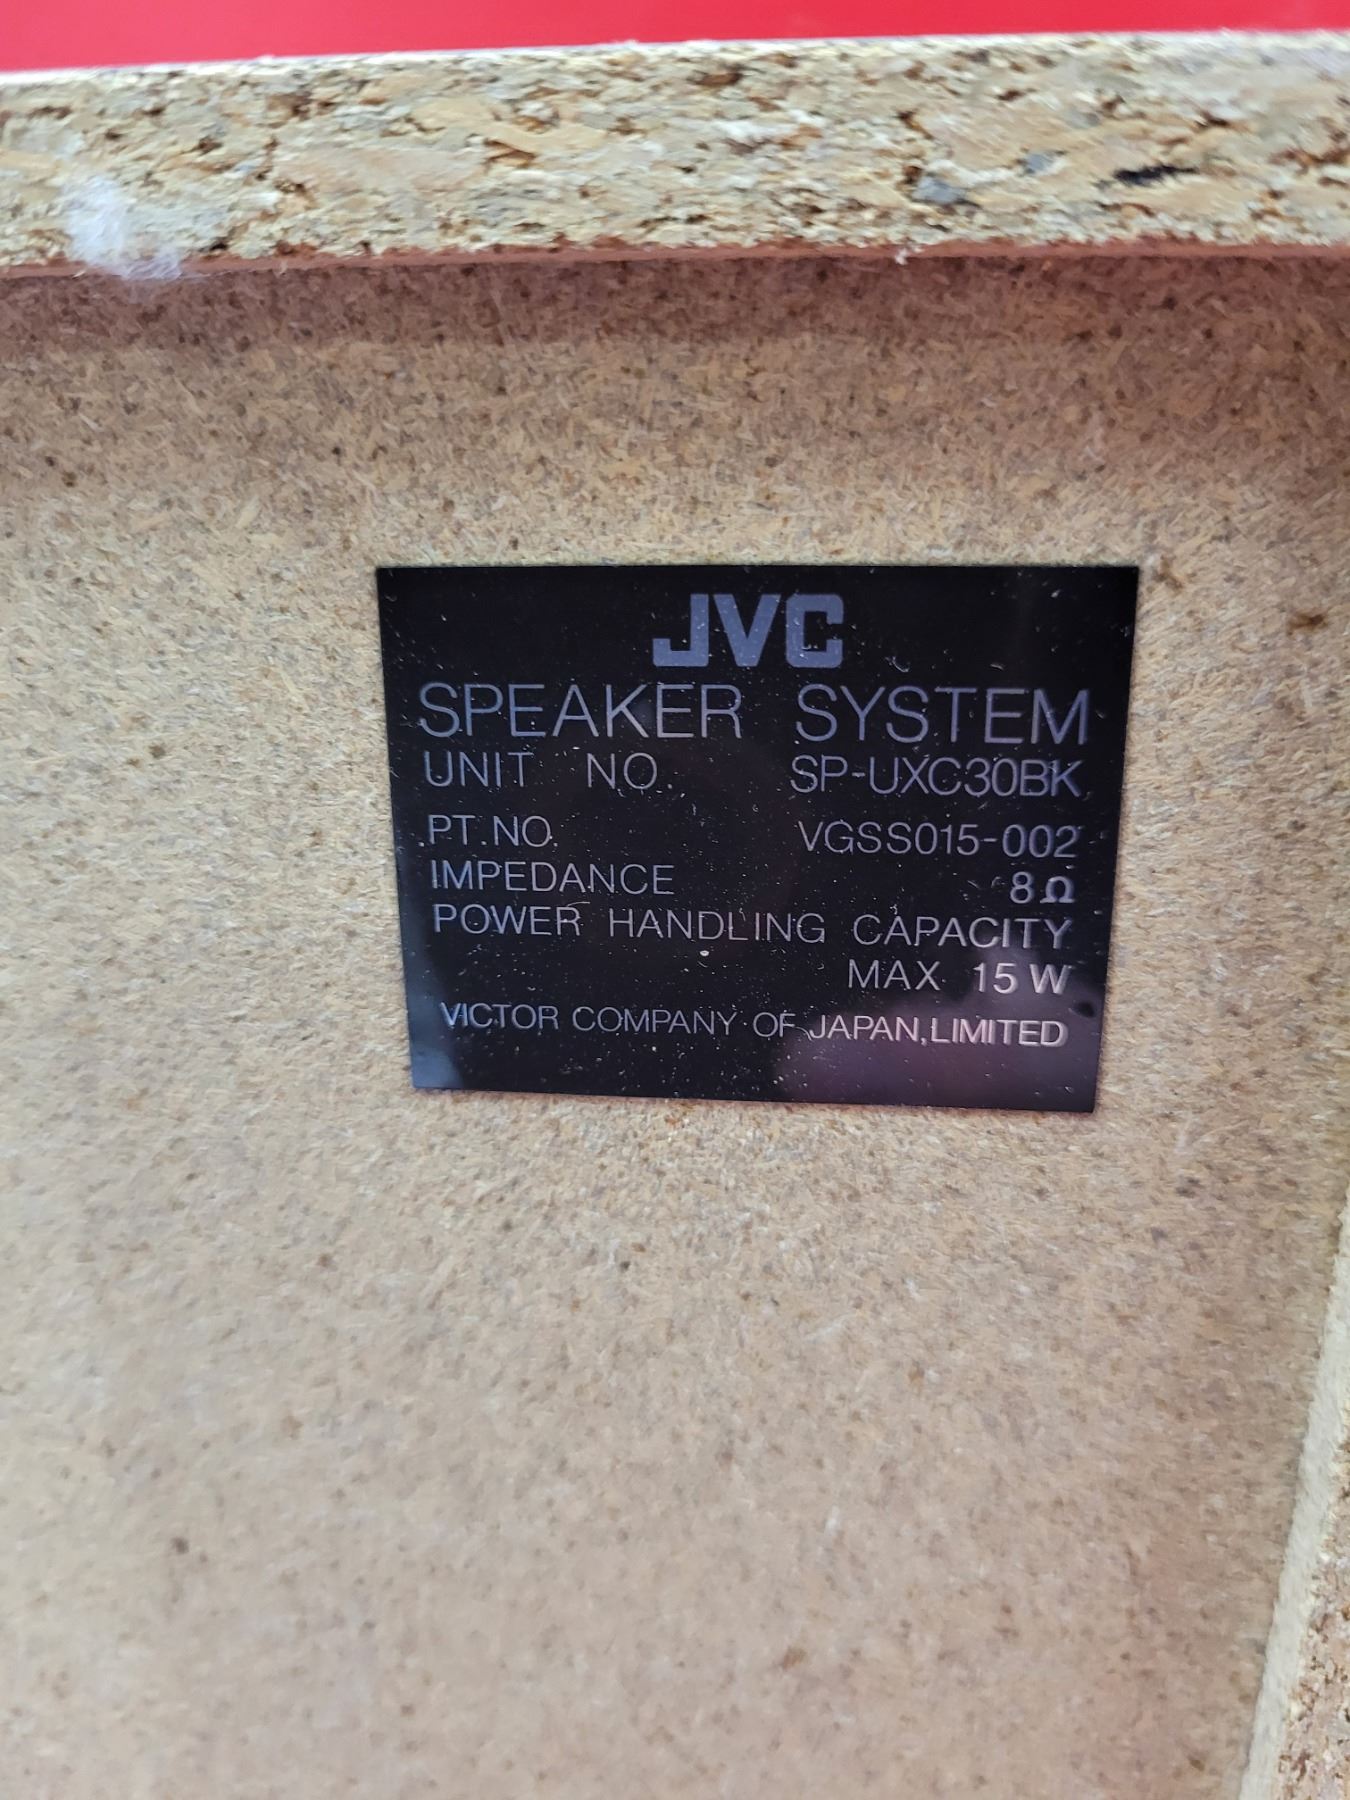 JVC
SPEAKER SYSTEM
UNIT NO. SP-UXC30BK
PT.NO. VGSS015-002
IMPEDANCE 8Ω
POWER HANDLING CAPACITY
MAX 15 W
VICTOR COMPANY OF JAPAN,LIMITED